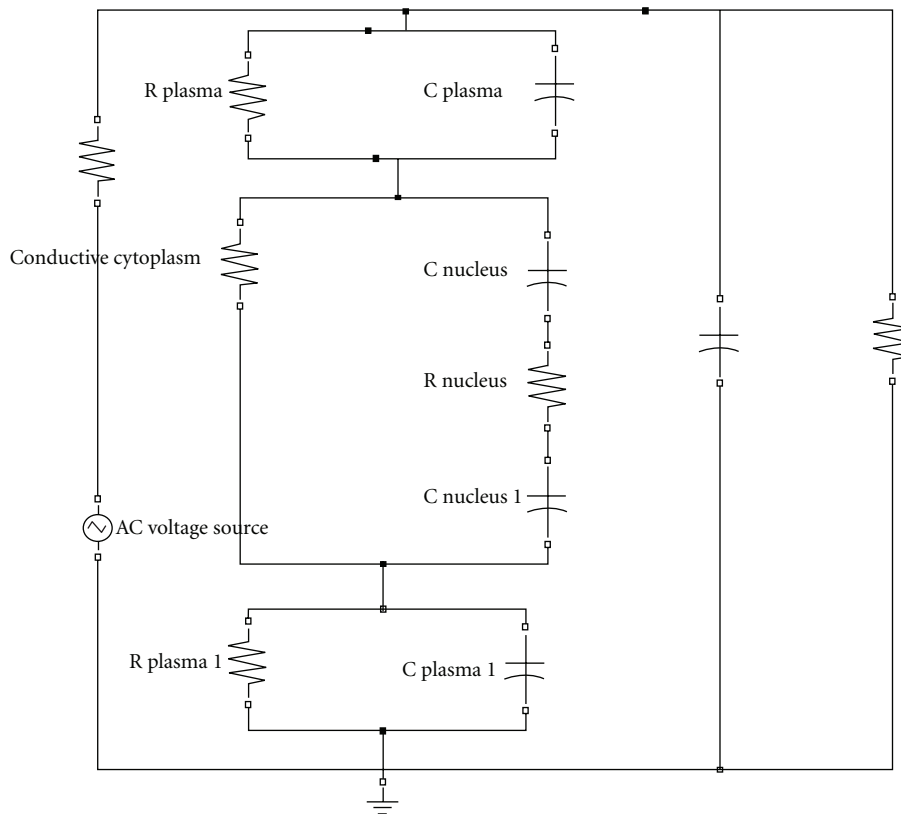 R plasma
C plasma
Conductive cytoplasm
C nucleus
R nucleus
C nucleus 1
AC voltage source
R plasma 1
C plasma 1